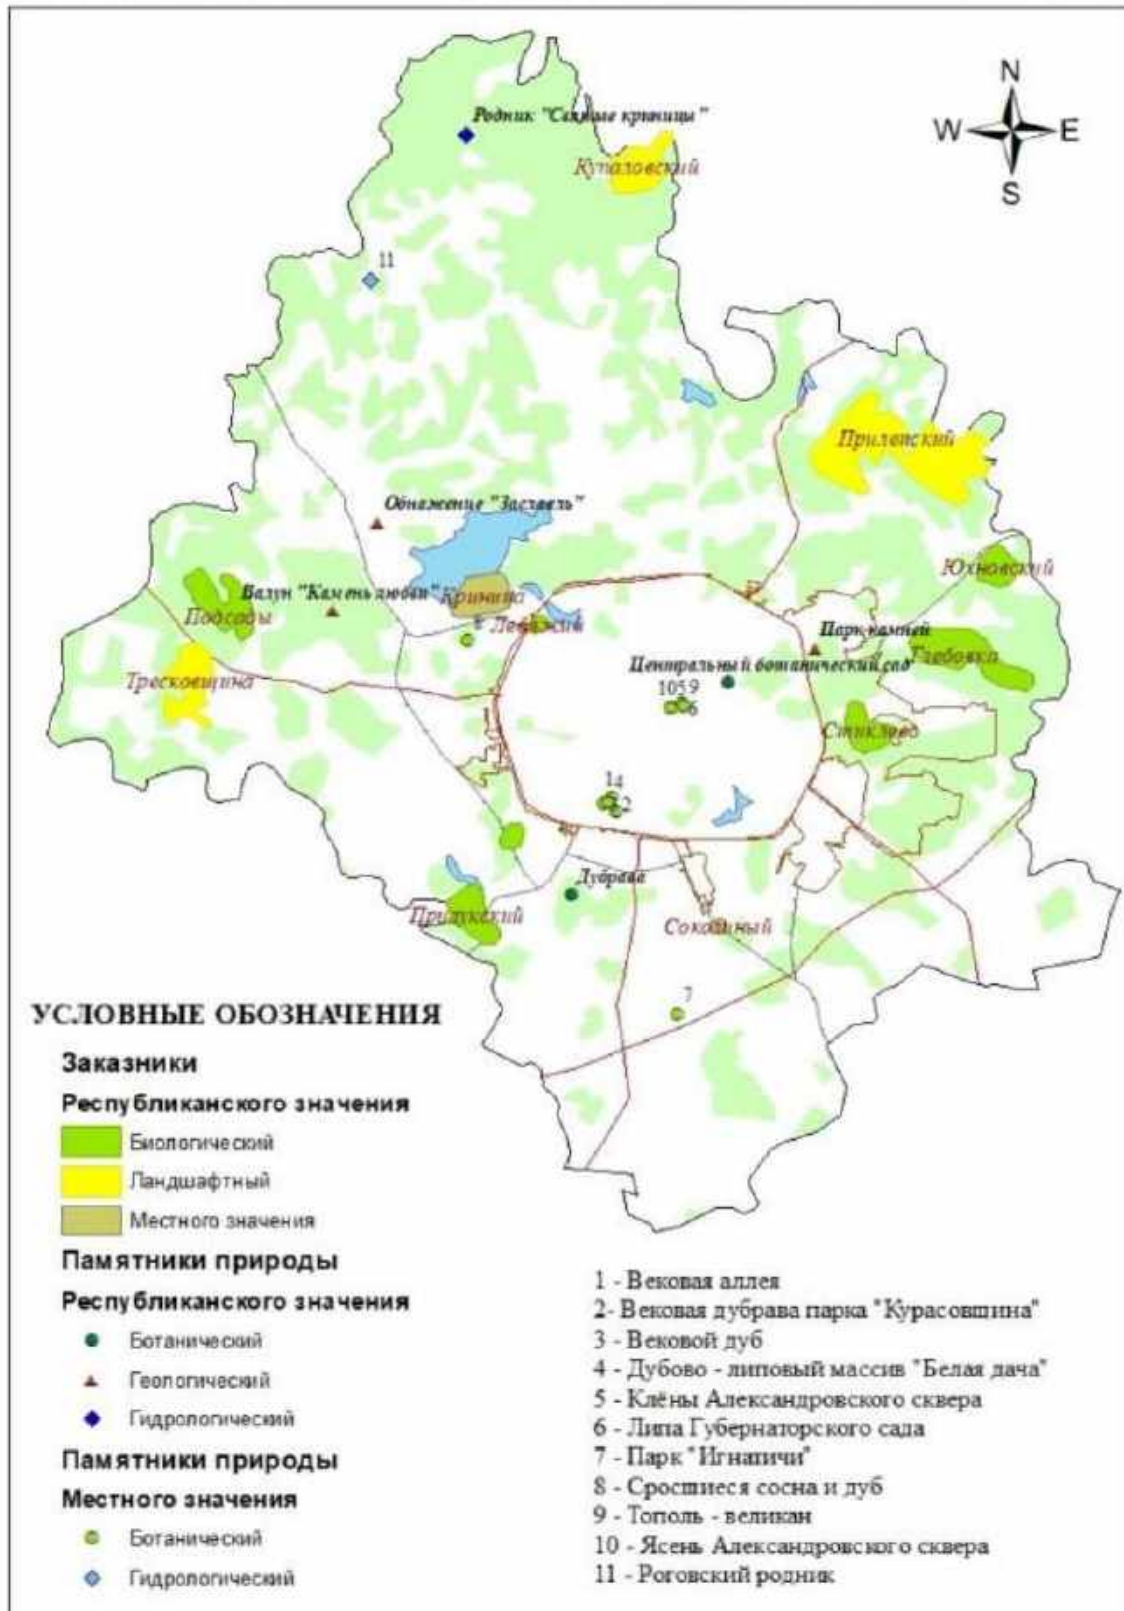 N
W E
S
Родник "Святые криницы"
Купаловский
11
Прилепский
Обнажение "Заславль"
Юхновский
Валун "Камень любви"
Криница
Подсады
8
Лебяжий
Парк камней
Глебовка
Центральный ботанический сад
Тресковщина
1059
6
Стиклево
14
2
Дубрава
Прилукский
Соколиный
7
УСЛОВНЫЕ ОБОЗНАЧЕНИЯ
Заказники
Республиканского значения
Биологический
Ландшафтный
Местного значения
Памятники природы
Республиканского значения
Ботанический
Геологический
Гидрологический
Памятники природы
Местного значения
Ботанический
Гидрологический
1 - Вековая аллея
2- Вековая дубрава парка "Курасовшина"
3 - Вековой дуб
4 - Дубово - липовый массив "Белая дача"
5 - Клёны Александровского сквера
6 - Липа Губернаторского сада
7 - Парк "Игнатичи"
8 - Сросшиеся сосна и дуб
9 - Тополь - великан
10 - Ясень Александровского сквера
11 - Роговский родник